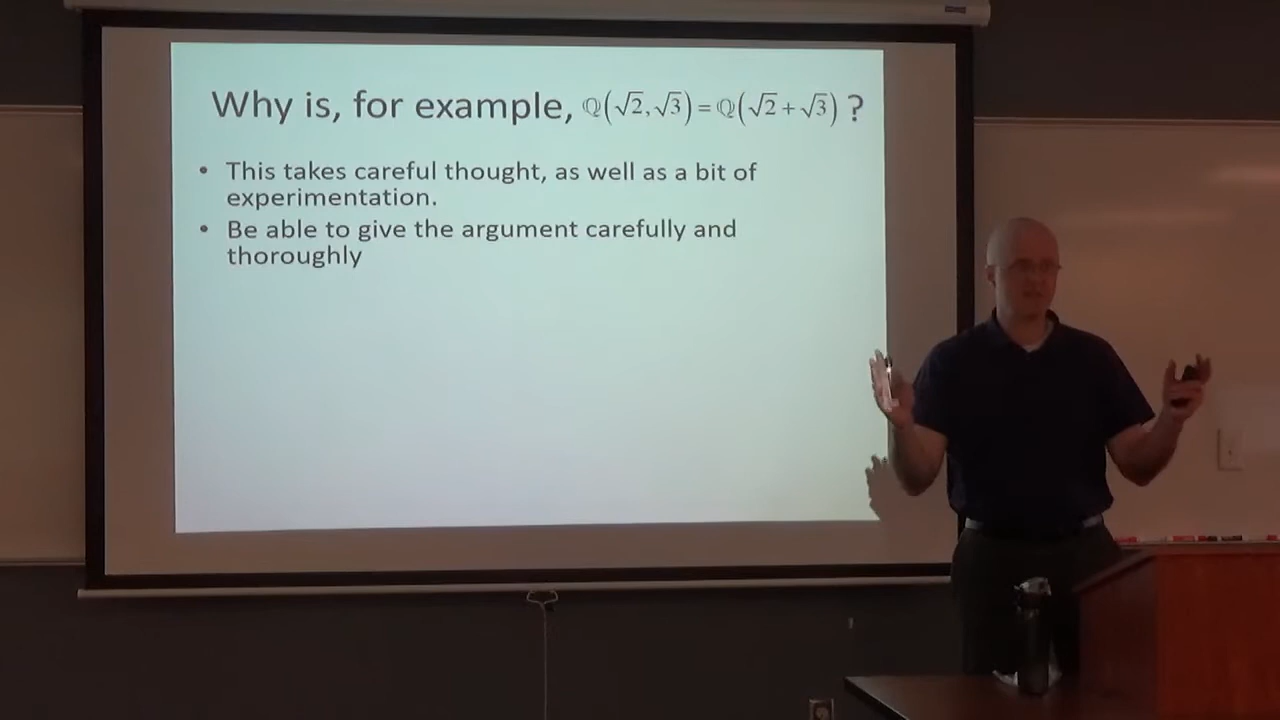 Why is, for example, ℚ(√2, √3) = ℚ(√2 + √3) ?
• This takes careful thought, as well as a bit of
experimentation.
• Be able to give the argument carefully and
thoroughly